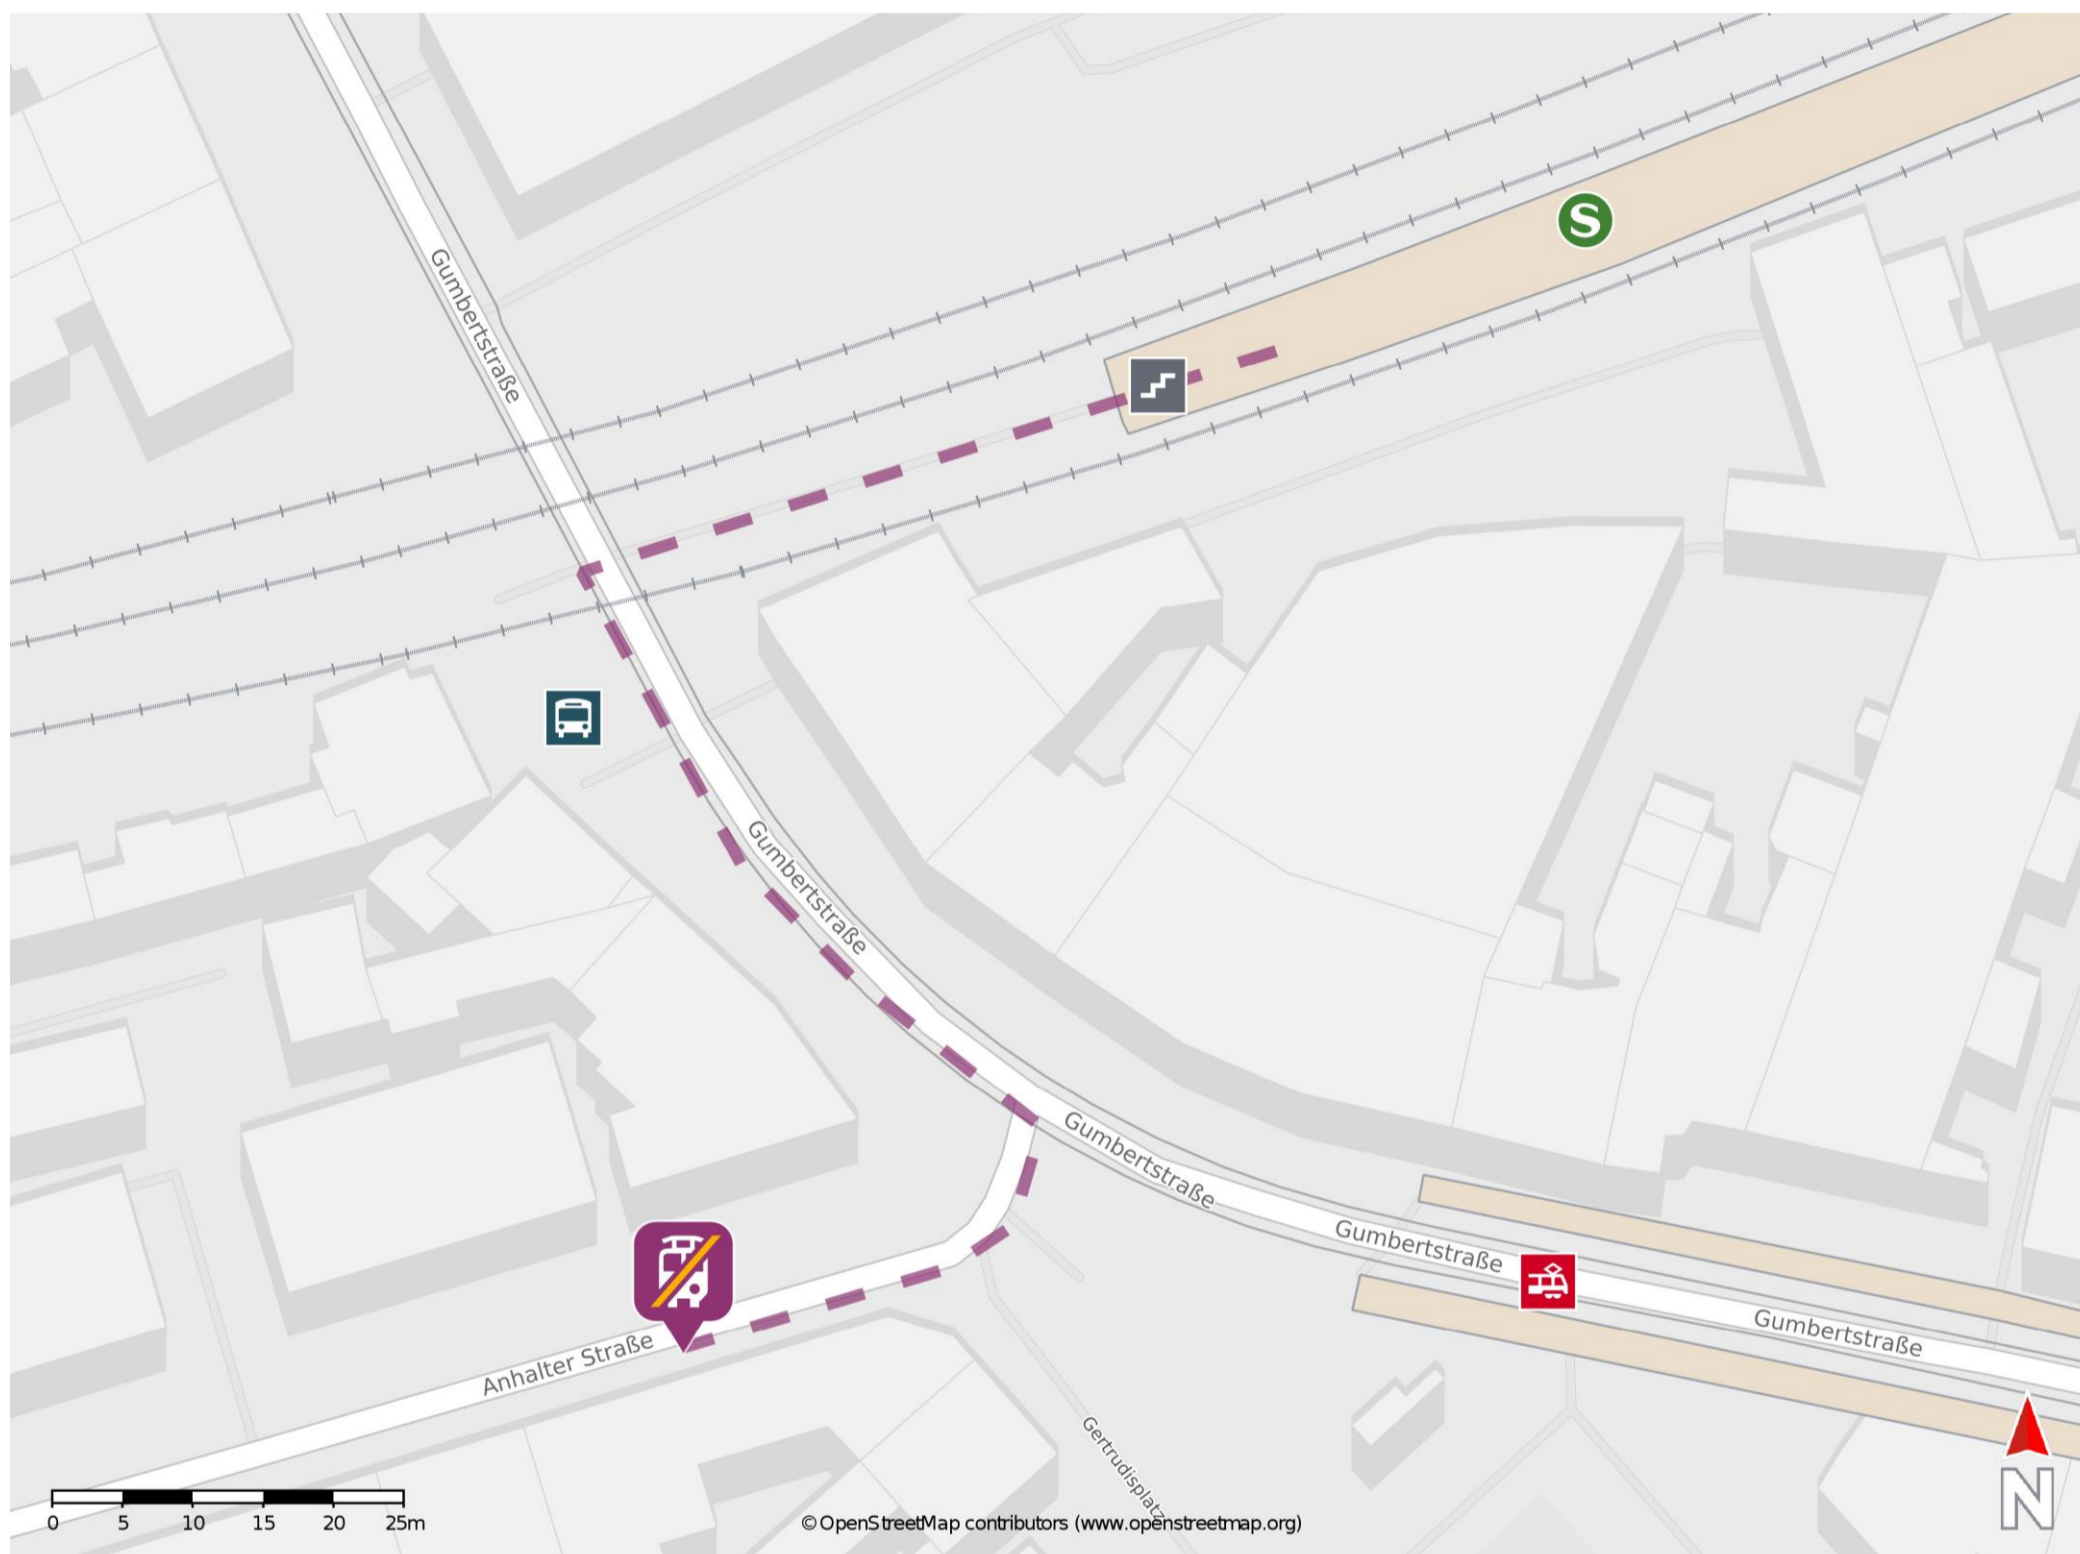 S
Gumbertstraße
Gumbertstraße
Gumbertstraße
Gumbertstraße
Gumbertstraße
Anhalter Straße
Gertrudisplatz
N
0 5 10 15 20 25m
© OpenStreetMap contributors (www.openstreetmap.org)